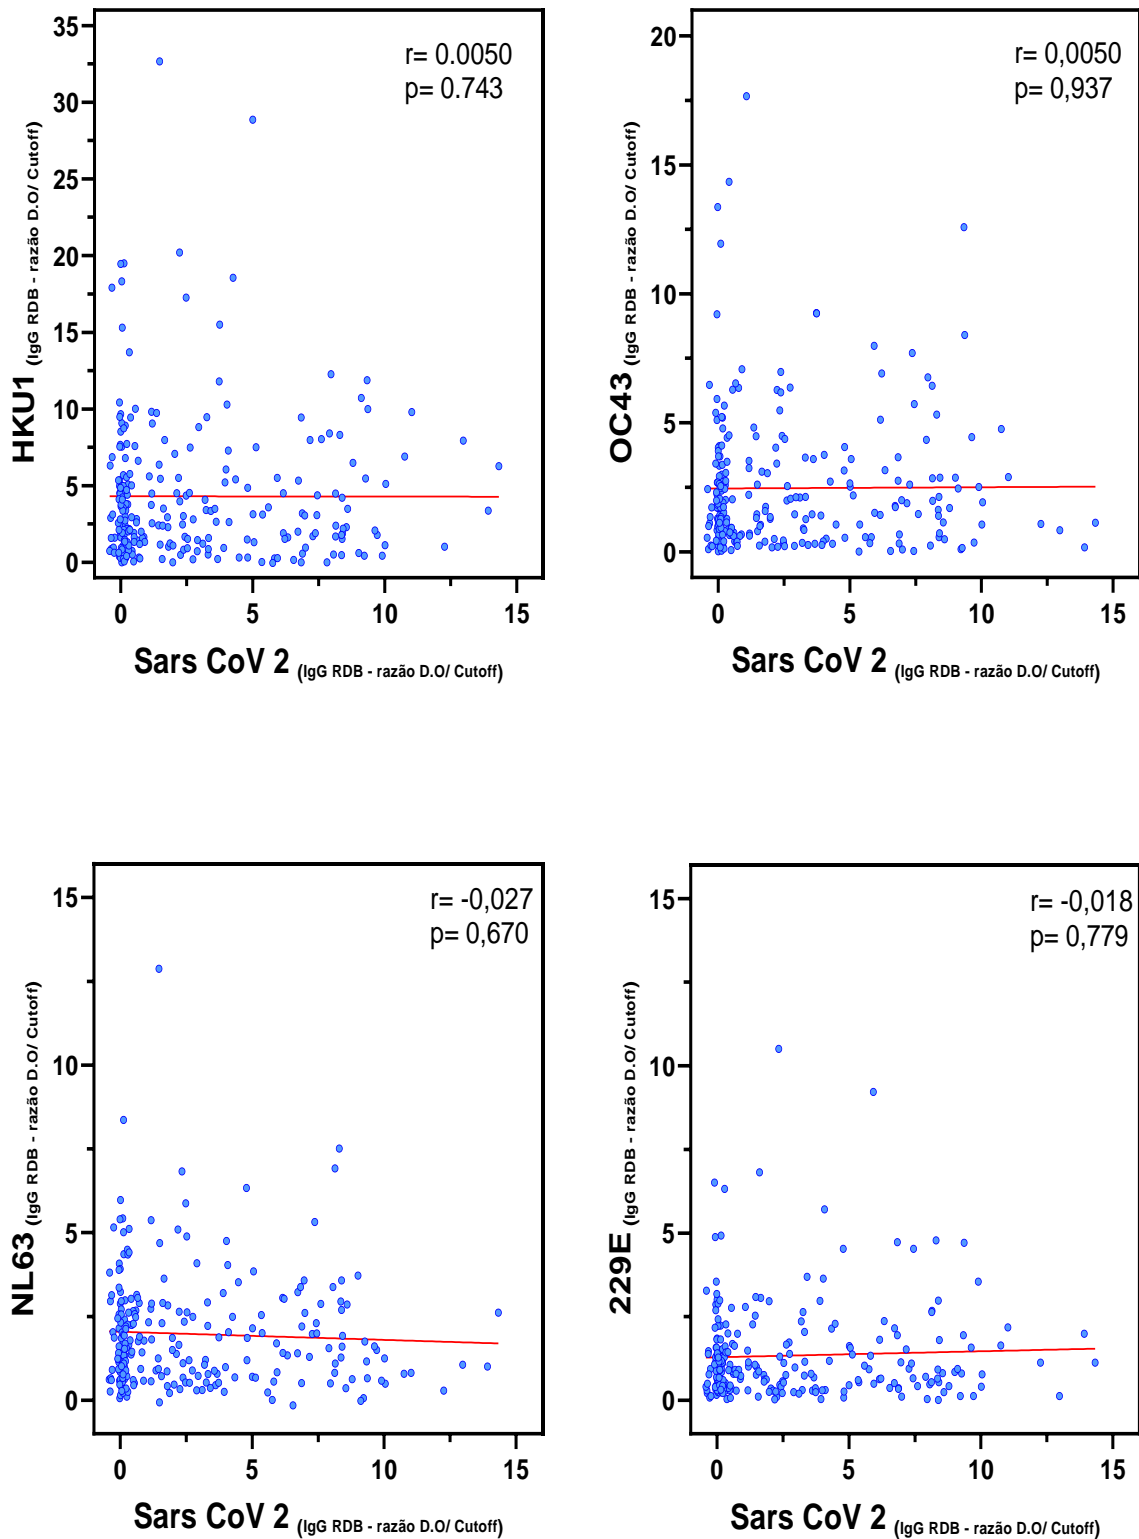 r= 0.0050
p= 0.743
35
30
25
20
15
10
5
0
HKU1 (IgG RDB - razão D.O/ Cutoff)
0 5 10 15
Sars CoV 2 (IgG RDB - razão D.O/ Cutoff)
r= 0,0050
p= 0,937
20
15
10
5
0
OC43 (IgG RDB - razão D.O/ Cutoff)
0 5 10 15
Sars CoV 2 (IgG RDB - razão D.O/ Cutoff)
r= -0,027
p= 0,670
15
10
5
0
NL63 (IgG RDB - razão D.O/ Cutoff)
0 5 10 15
Sars CoV 2 (IgG RDB - razão D.O/ Cutoff)
r= -0,018
p= 0,779
15
10
5
0
229E (IgG RDB - razão D.O/ Cutoff)
0 5 10 15
Sars CoV 2 (IgG RDB - razão D.O/ Cutoff)